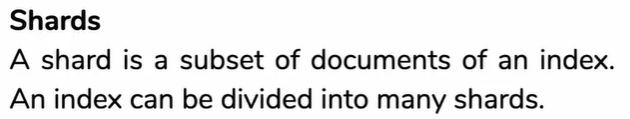 Shards
A shard is a subset of documents of an index.
An index can be divided into many shards.